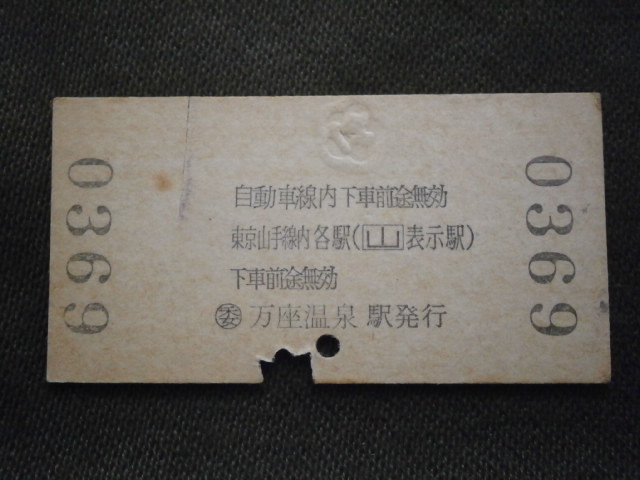 0369
自動車線内下車前途無効
東京山手線内各駅(山表示駅)
下車前途無効
㊙委 万座温泉 駅発行
0369